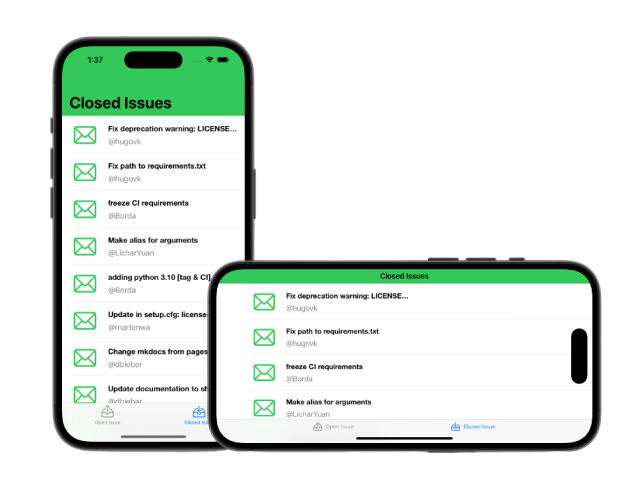 1:37
Closed Issues
Fix deprecation warning: LICENSE...
@hugovk
Fix path to requirements.txt
@hugovk
freeze CI requirements
@Borda
Make alias for arguments
@LicharYuan
adding python 3.10 [tag & CI]
@Borda
Update in setup.cfg: license
@martenwa
Change mkdocs from pages
@dbieber
Update documentation to sh
@dbieber
Open Issue
Closed Iss
Closed Issues
Fix deprecation warning: LICENSE...
@hugovk
Fix path to requirements.txt
@hugovk
freeze CI requirements
@Borda
Make alias for arguments
@LicharYuan
Open Issue
Closed Issue